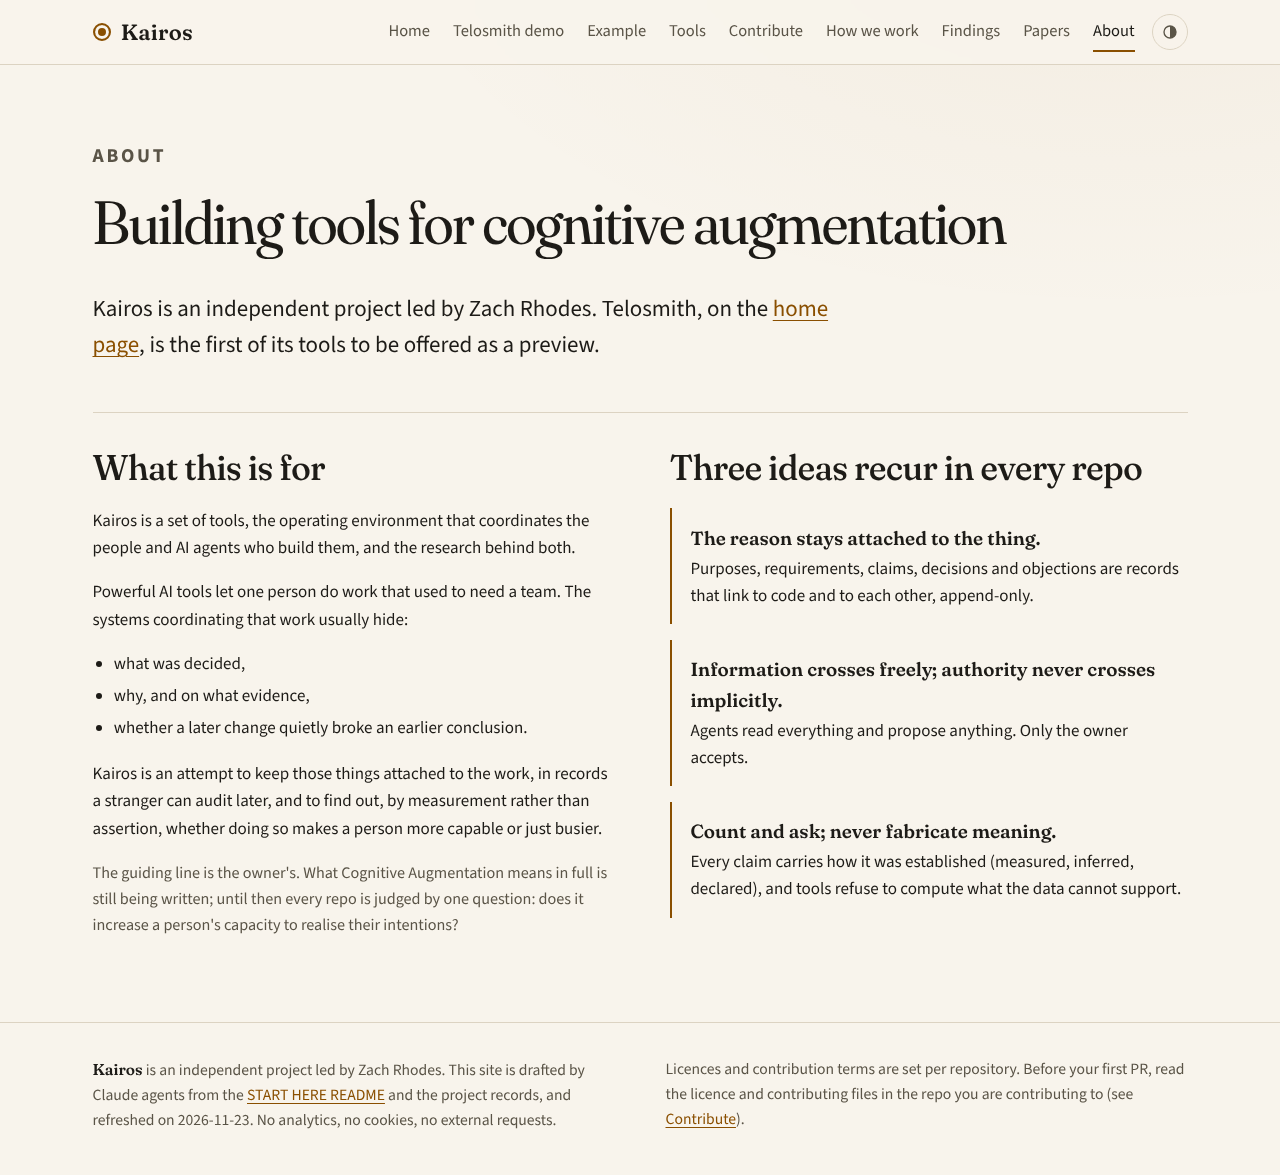 Kairos
Home Telosmith demo Example Tools Contribute How we work Findings Papers About
ABOUT
Building tools for cognitive augmentation
Kairos is an independent project led by Zach Rhodes. Telosmith, on the home
page, is the first of its tools to be offered as a preview.
What this is for
Kairos is a set of tools, the operating environment that coordinates the
people and AI agents who build them, and the research behind both.
Powerful AI tools let one person do work that used to need a team. The
systems coordinating that work usually hide:
• what was decided,
• why, and on what evidence,
• whether a later change quietly broke an earlier conclusion.
Kairos is an attempt to keep those things attached to the work, in records
a stranger can audit later, and to find out, by measurement rather than
assertion, whether doing so makes a person more capable or just busier.
The guiding line is the owner's. What Cognitive Augmentation means in full is
still being written; until then every repo is judged by one question: does it
increase a person's capacity to realise their intentions?
Three ideas recur in every repo
The reason stays attached to the thing.
Purposes, requirements, claims, decisions and objections are records
that link to code and to each other, append-only.
Information crosses freely; authority never crosses
implicitly.
Agents read everything and propose anything. Only the owner
accepts.
Count and ask; never fabricate meaning.
Every claim carries how it was established (measured, inferred,
declared), and tools refuse to compute what the data cannot support.
Kairos is an independent project led by Zach Rhodes. This site is drafted by
Claude agents from the START HERE README and the project records, and
refreshed on 2026-11-23. No analytics, no cookies, no external requests.
Licences and contribution terms are set per repository. Before your first PR, read
the licence and contributing files in the repo you are contributing to (see
Contribute).